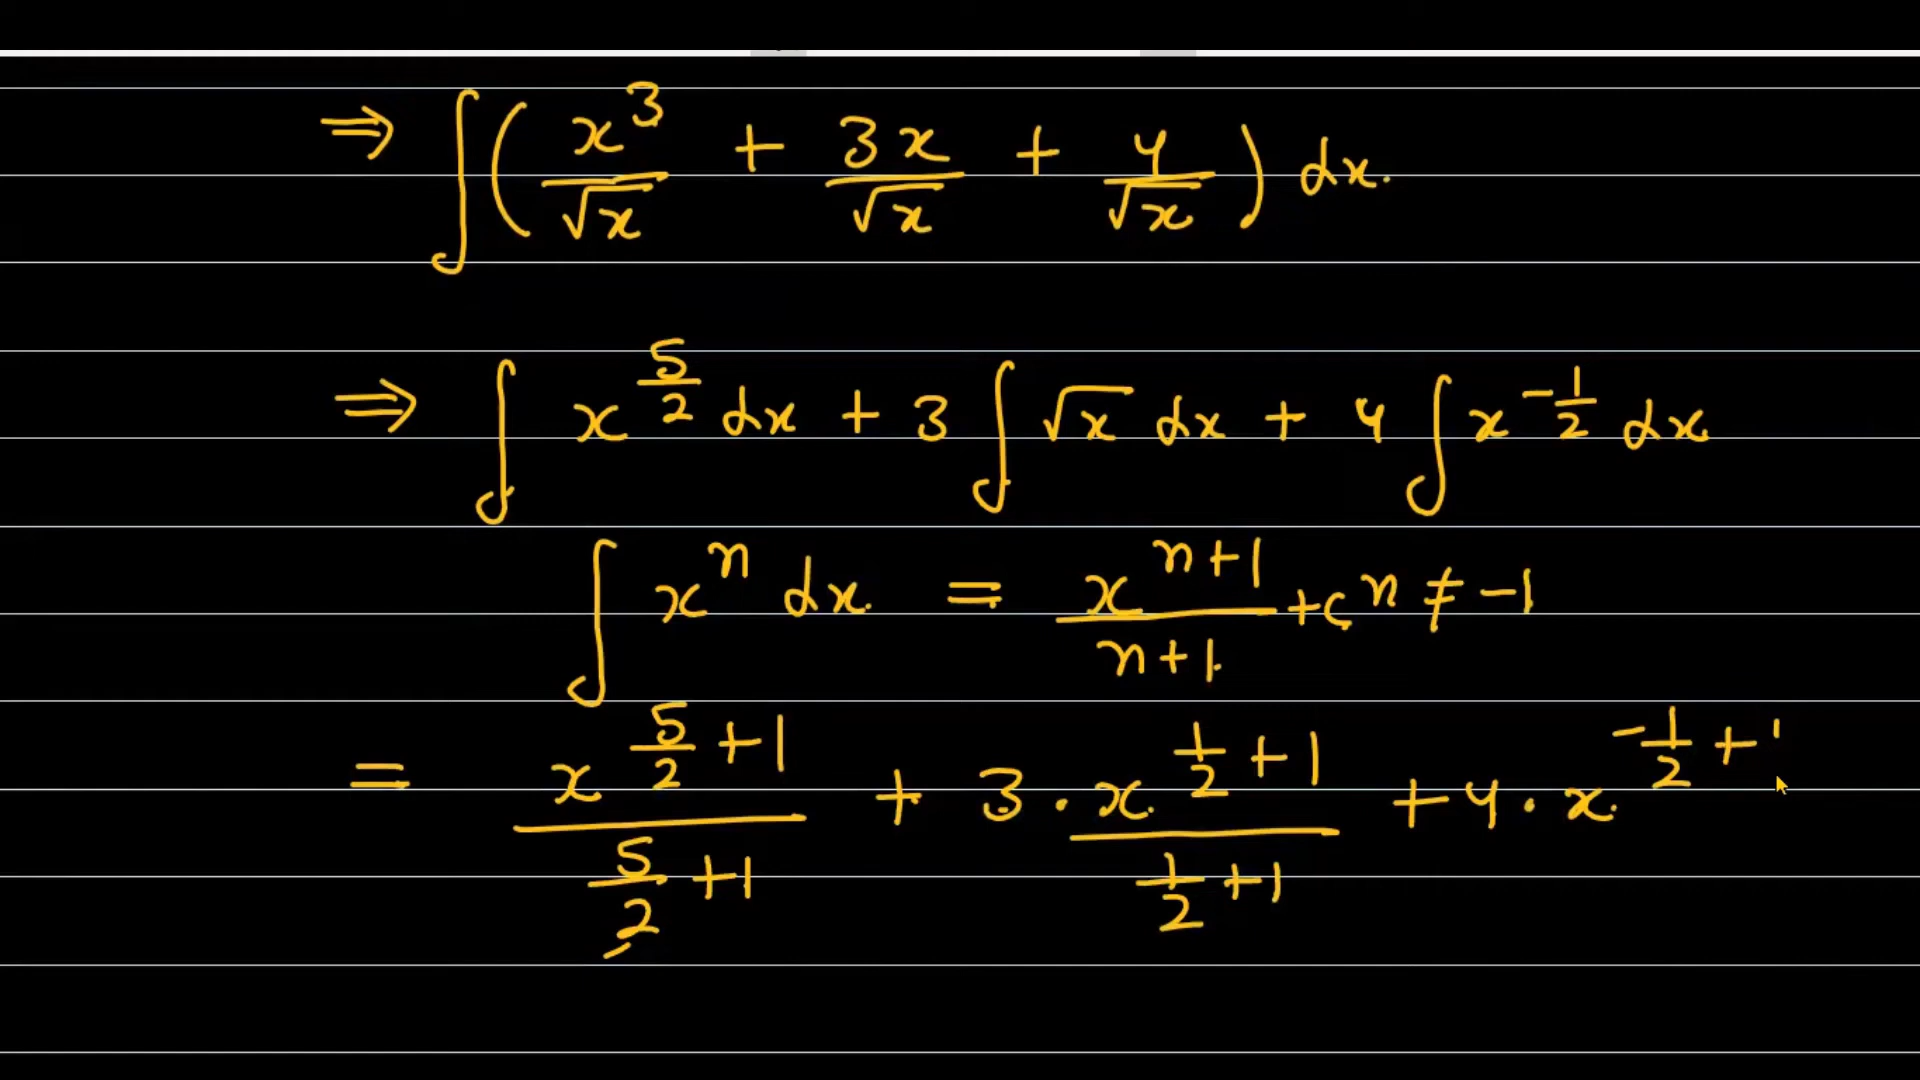 ⇒ ∫ (x³/√x + 3x/√x + 4/√x) dx.
⇒ ∫ x^(5/2) dx + 3 ∫ √x dx + 4 ∫ x^(-1/2) dx
∫ xⁿ dx = x^(n+1)/(n+1) + c, n ≠ -1
= x^(5/2 + 1)/(5/2 + 1) + 3 · x^(1/2 + 1)/(1/2 + 1) + 4 · x^(-1/2 + 1)